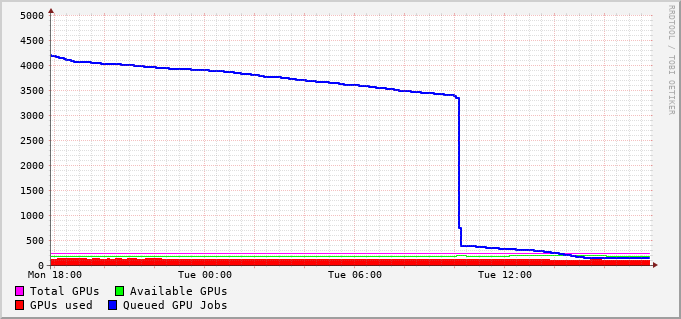 5000
4500
4000
3500
3000
2500
2000
1500
1000
500
0
Mon 18:00 Tue 00:00 Tue 06:00 Tue 12:00
Total GPUs Available GPUs
GPUs used Queued GPU Jobs
RRDTOOL / TOBI OETIKER